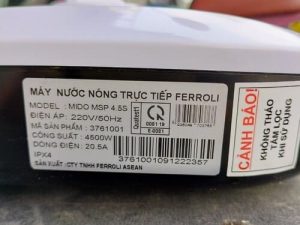 MÁY NƯỚC NÓNG TRỰC TIẾP FERROLI
MODEL : MIDO MSP 4.5S
ĐIỆN ÁP : 220V/50Hz
MÃ SẢN PHẨM : 3761001
CÔNG SUẤT : 4500W
DÒNG ĐIỆN : 20.5A
IPX4
3761001091222357
SẢN XUẤT : CTY TNHH FERROLI ASEAN
Quatest1
CẢNH BÁO!
KHÔNG THÁO
TẤM LỌC
KHI SỬ DỤNG